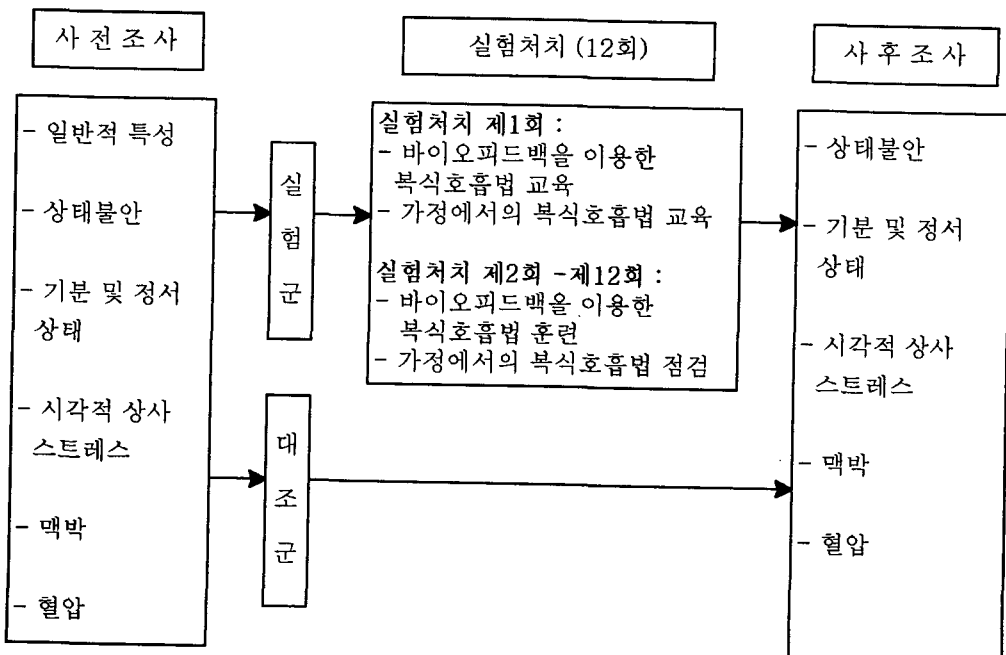 사 전 조 사
실험처치 (12회)
사 후 조 사
- 일반적 특성
- 상태불안
- 기분 및 정서
상태
- 시각적 상사
스트레스
- 맥박
- 혈압
실
험
군
대
조
군
실험처치 제1회 :
- 바이오피드백을 이용한
복식호흡법 교육
- 가정에서의 복식호흡법 교육
실험처치 제2회 -제12회 :
- 바이오피드백을 이용한
복식호흡법 훈련
- 가정에서의 복식호흡법 점검
- 상태불안
- 기분 및 정서
상태
- 시각적 상사
스트레스
- 맥박
- 혈압